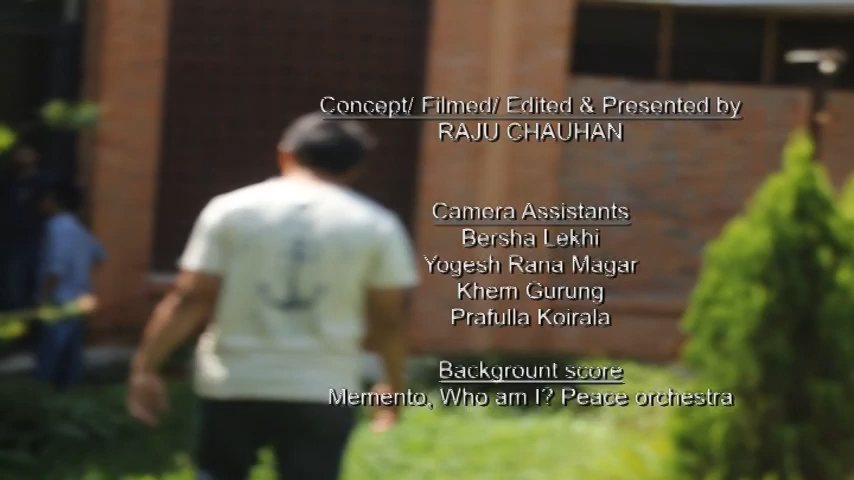 Concept/ Filmed/ Edited & Presented by
RAJU CHAUHAN
Camera Assistants
Bersha Lekhi
Yogesh Rana Magar
Khem Gurung
Prafulla Koirala
Backgrount score
Memento, Who am I? Peace orchestra